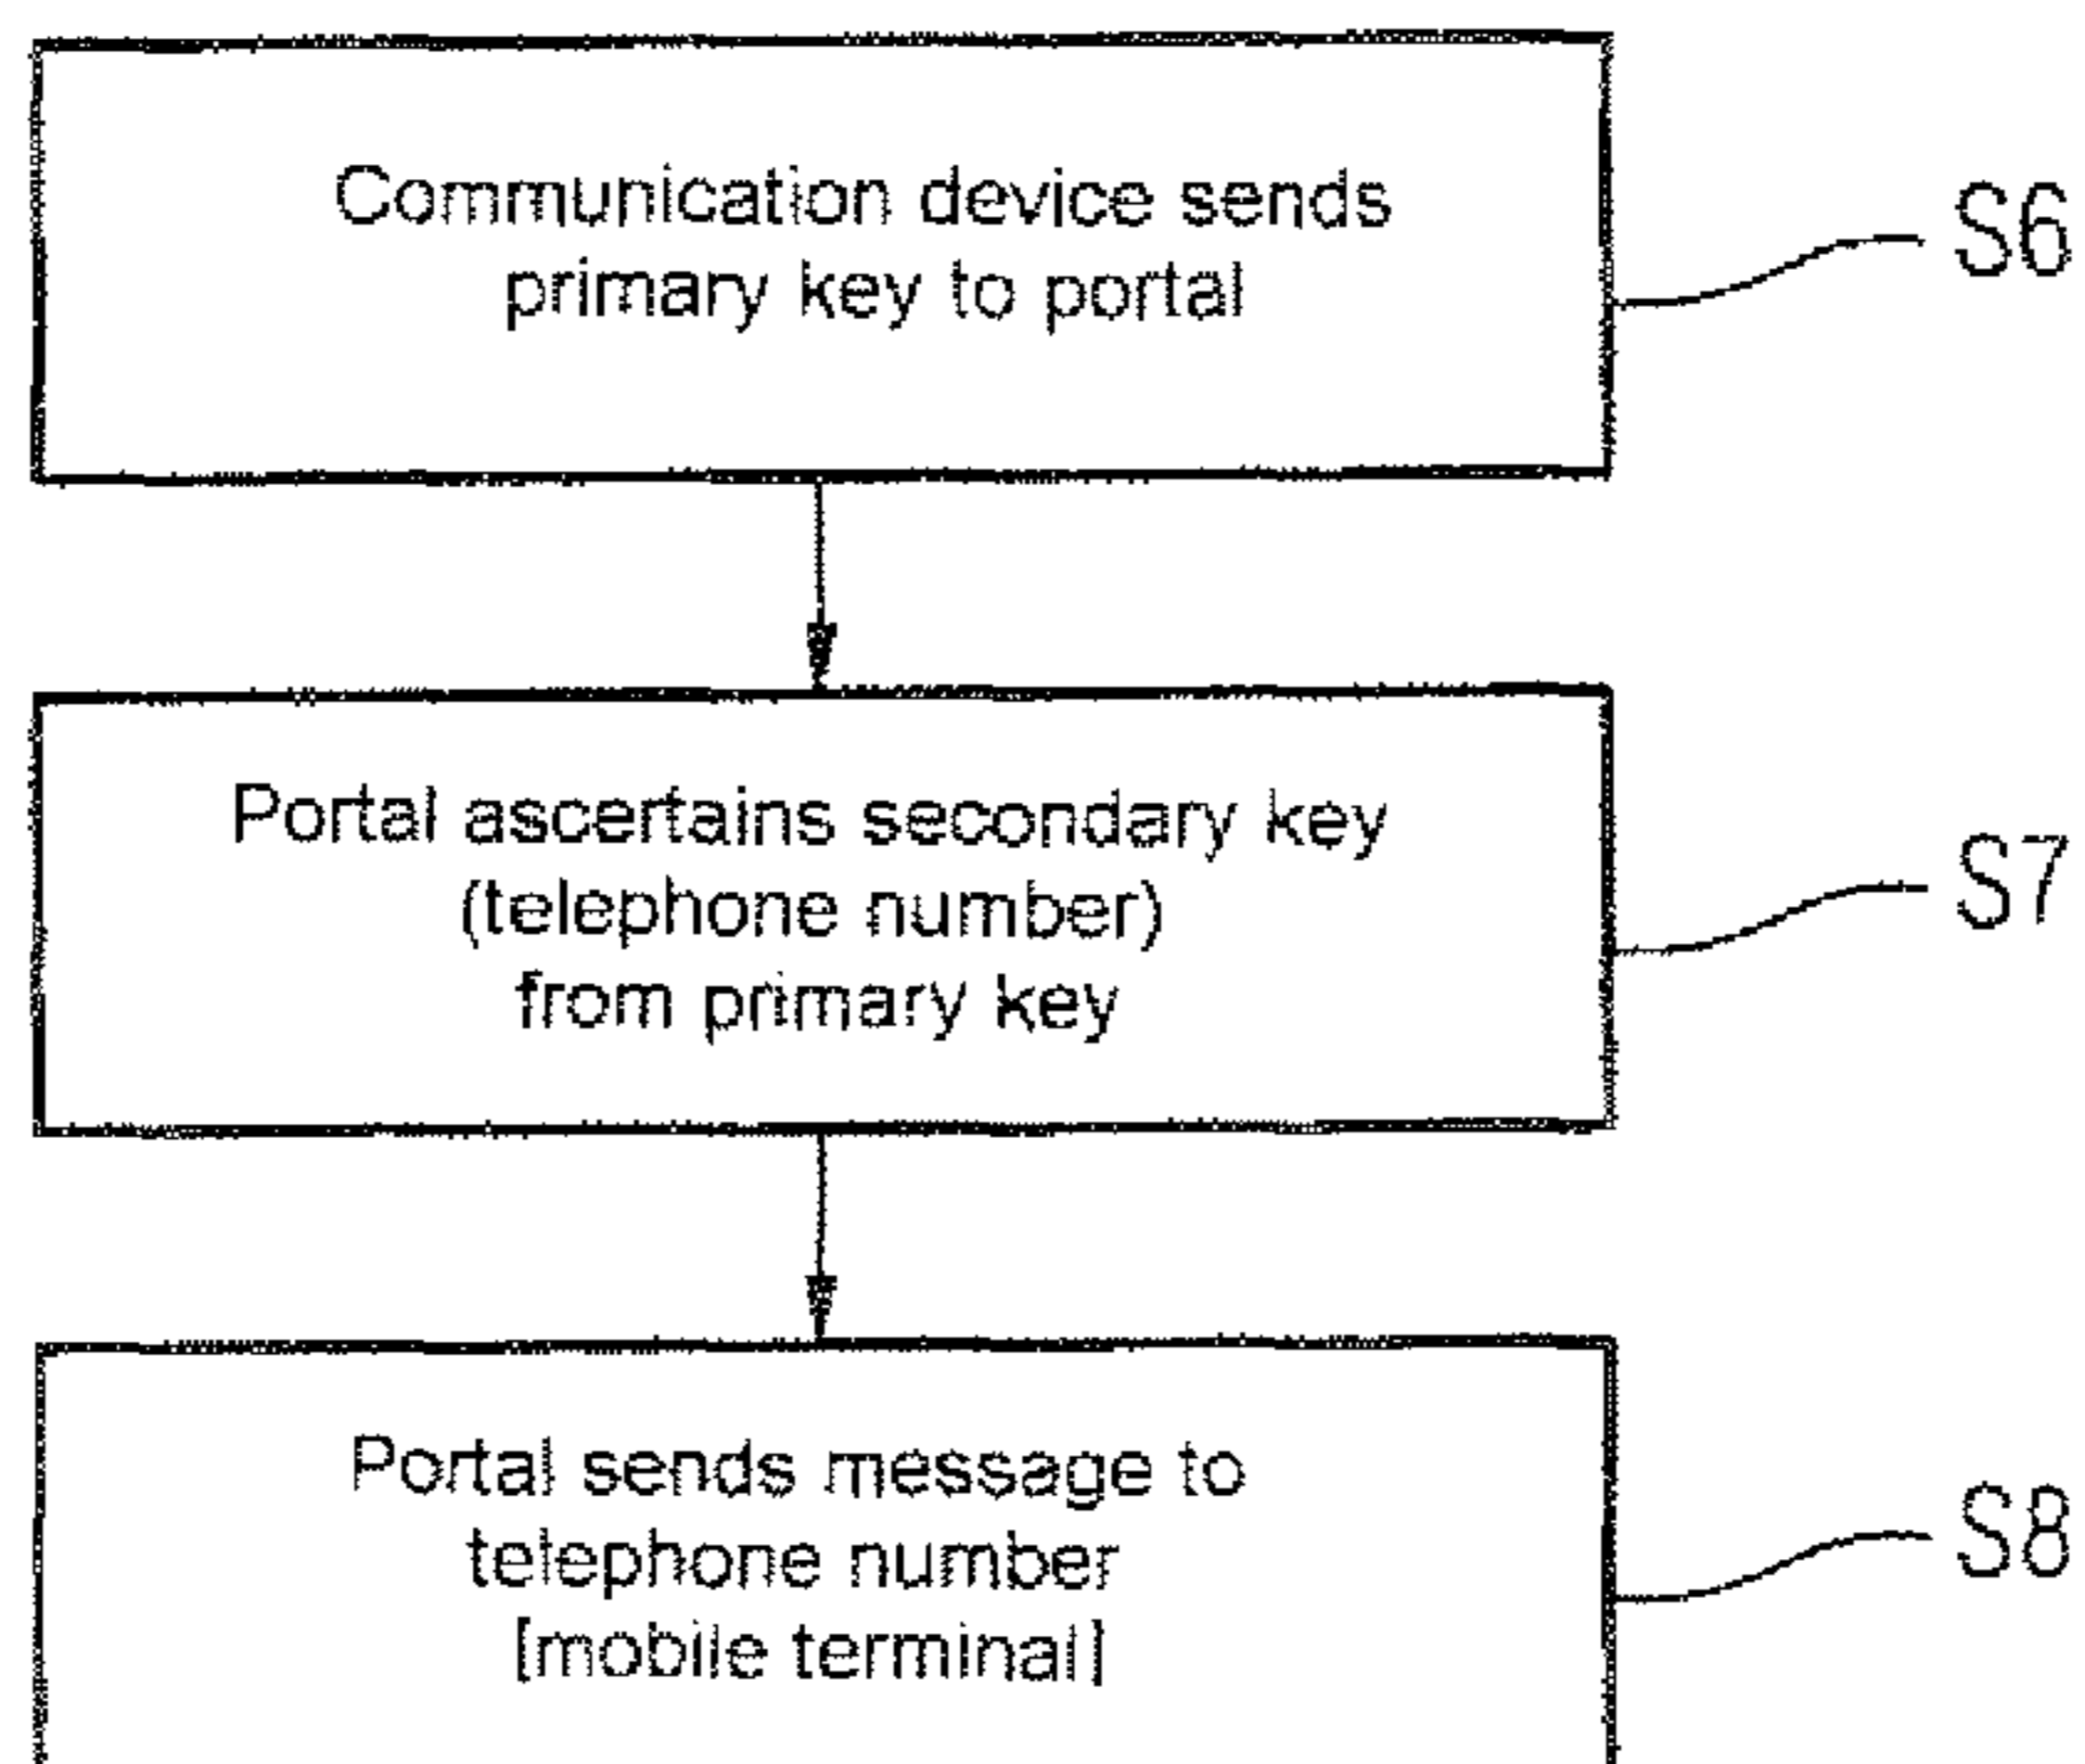 Communication device sends
primary key to portal
S6
Portal ascertains secondary key
(telephone number)
from primary key
S7
Portal sends message to
telephone number
[mobile terminal]
S8